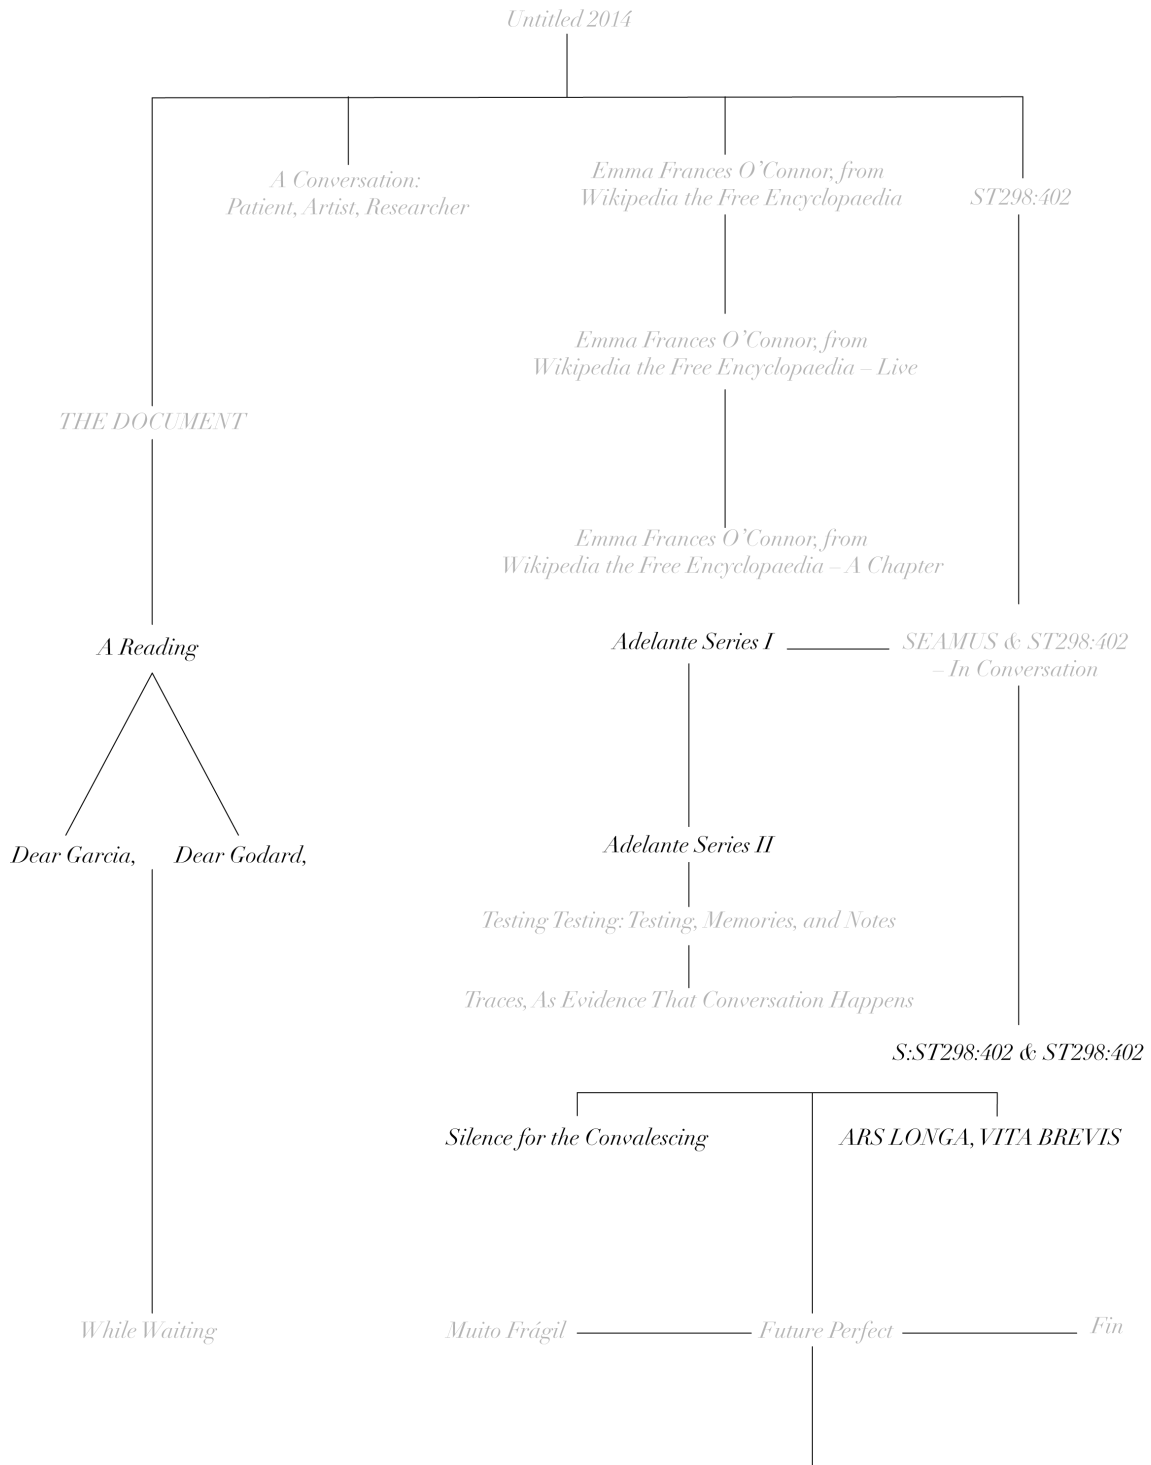 Untitled 2014
A Conversation:
Patient, Artist, Researcher
Emma Frances O’Connor, from
Wikipedia the Free Encyclopaedia
ST298:402
Emma Frances O’Connor, from
Wikipedia the Free Encyclopaedia – Live
THE DOCUMENT
Emma Frances O’Connor, from
Wikipedia the Free Encyclopaedia – A Chapter
A Reading
Adelante Series I
SEAMUS & ST298:402
– In Conversation
Dear Garcia,
Dear Godard,
Adelante Series II
Testing Testing: Testing, Memories, and Notes
Traces, As Evidence That Conversation Happens
S:ST298:402 & ST298:402
Silence for the Convalescing
ARS LONGA, VITA BREVIS
While Waiting
Muito Frágil
Future Perfect
Fin